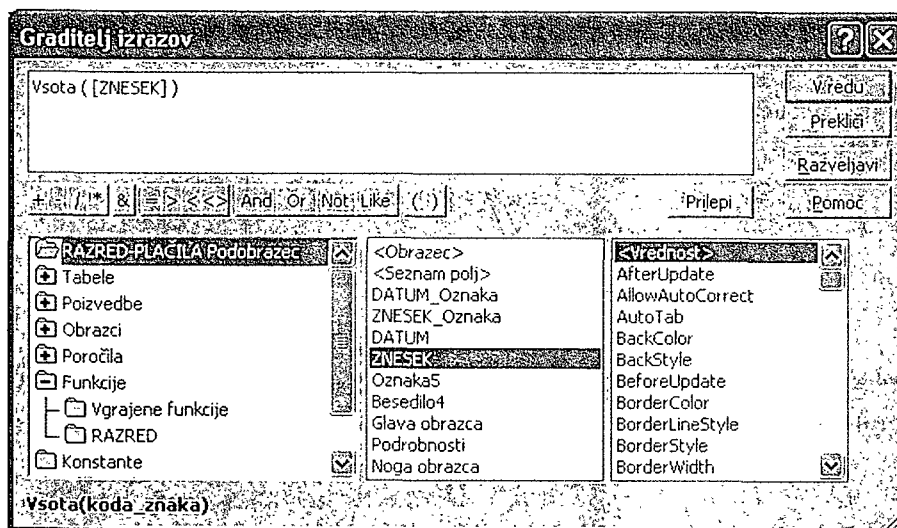 Graditelj izrazov
Vsota ( [ZNESEK] )
V redu
Prekliči
Razveljavi
+ - / * & = > < <> And Or Not Like ( )
Prilepi
Pomoč
RAZRED-PLAČILA Podobrazec
Tabele
Poizvedbe
Obrazci
Poročila
Funkcije
Vgrajene funkcije
RAZRED
Konstante
<Obrazec>
<Seznam polj>
DATUM_Oznaka
ZNESEK_Oznaka
DATUM
ZNESEK
Oznaka5
Besedilo4
Glava obrazca
Podrobnosti
Noga obrazca
<Vrednost>
AfterUpdate
AllowAutoCorrect
AutoTab
BackColor
BackStyle
BeforeUpdate
BorderColor
BorderLineStyle
BorderStyle
BorderWidth
Vsota(koda_znaka)